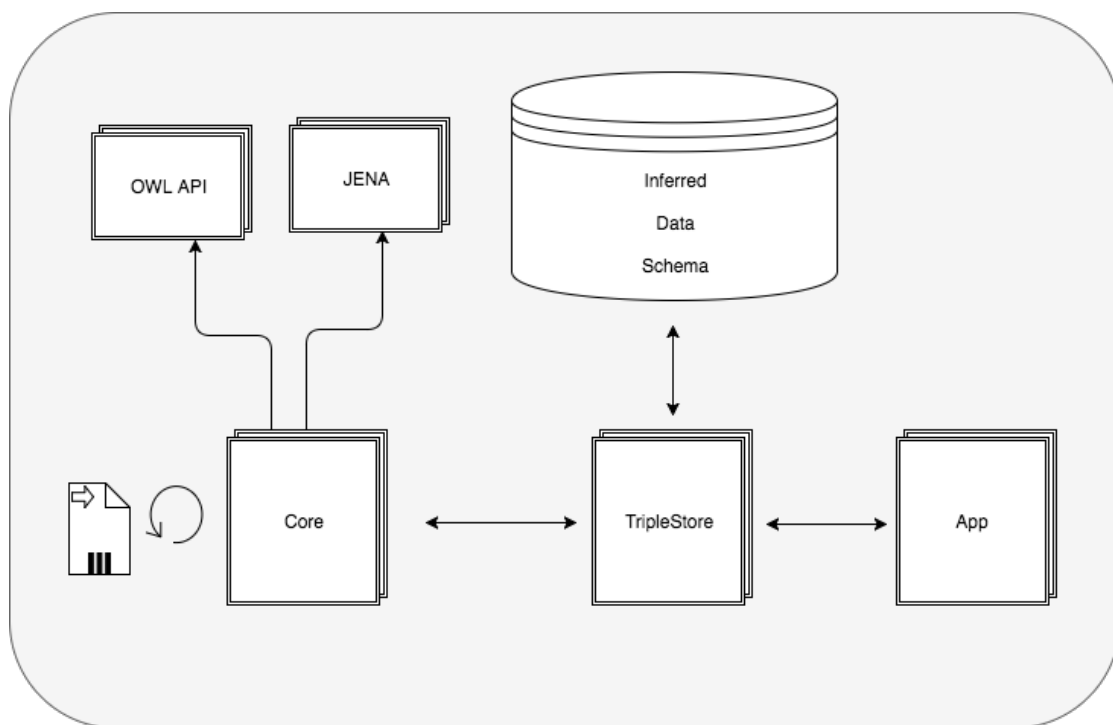 OWL API
JENA
Inferred
Data
Schema
Core
TripleStore
App